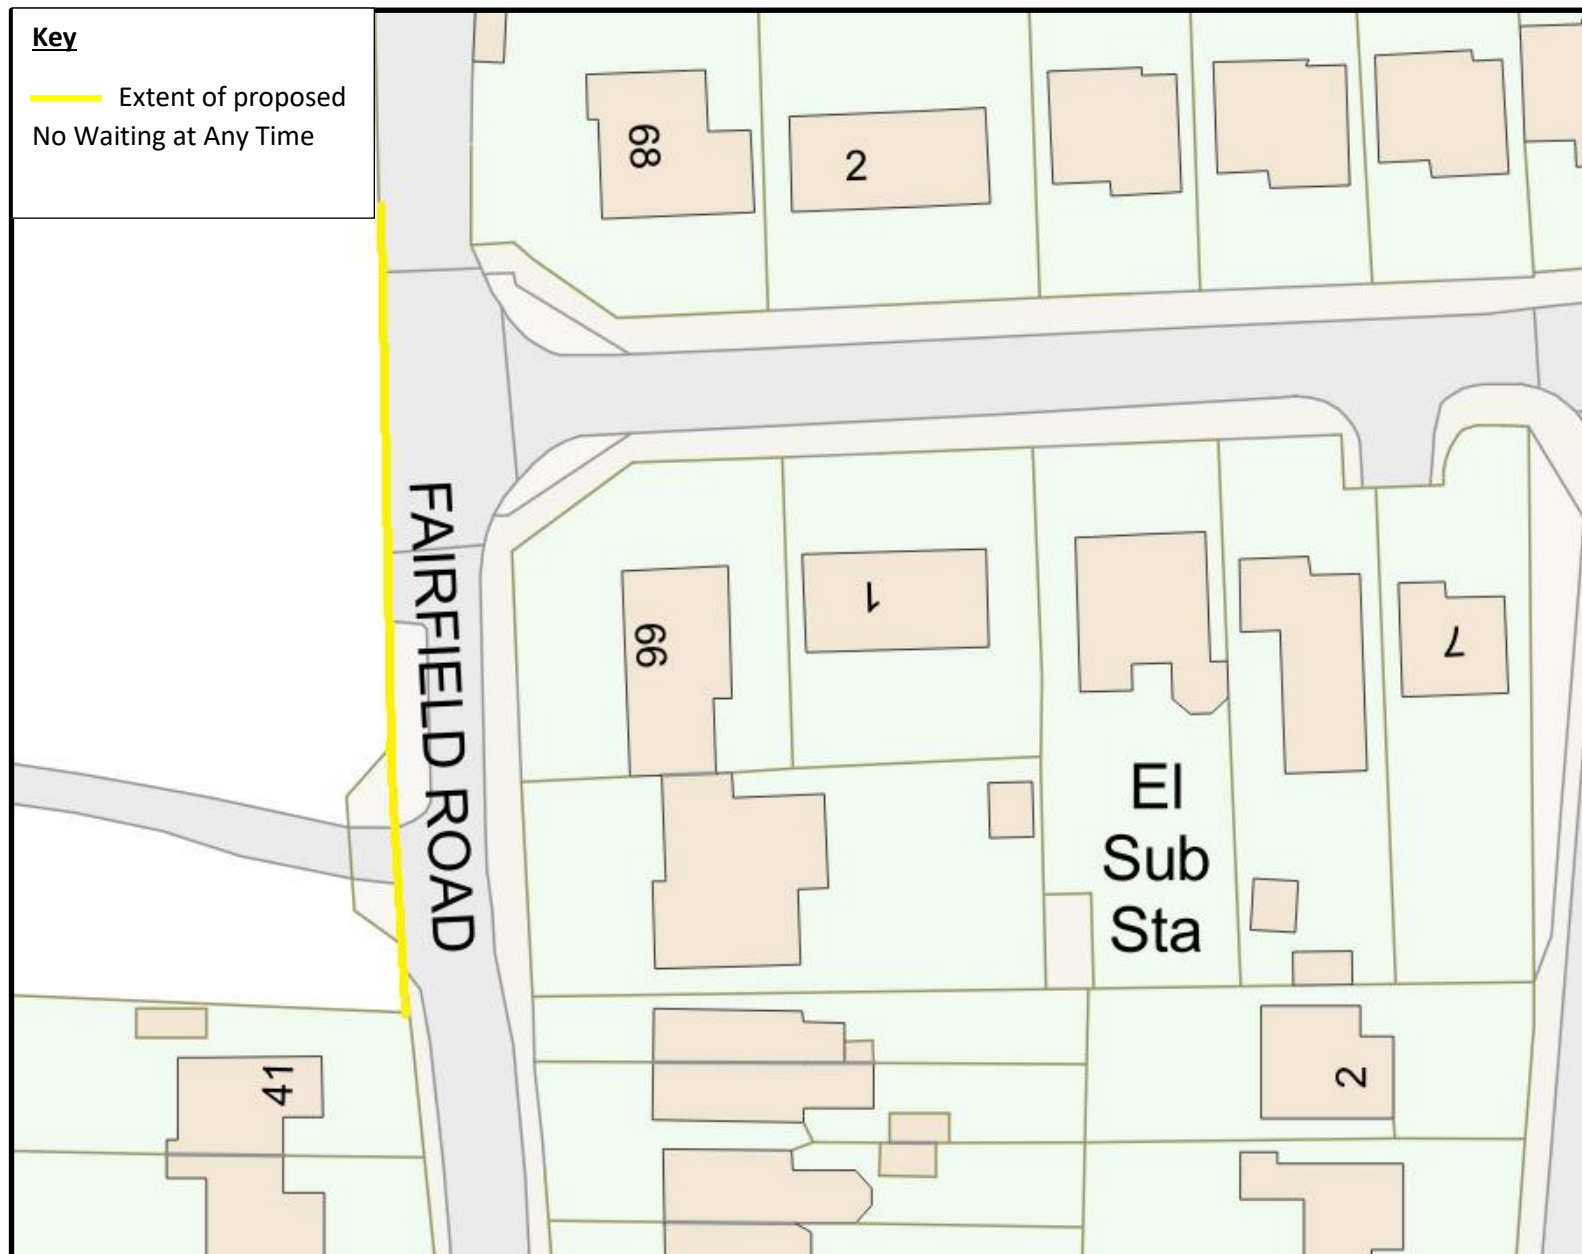 Key
Extent of proposed
No Waiting at Any Time
68
2
FAIRFIELD ROAD
66
1
7
El
Sub
Sta
41
2